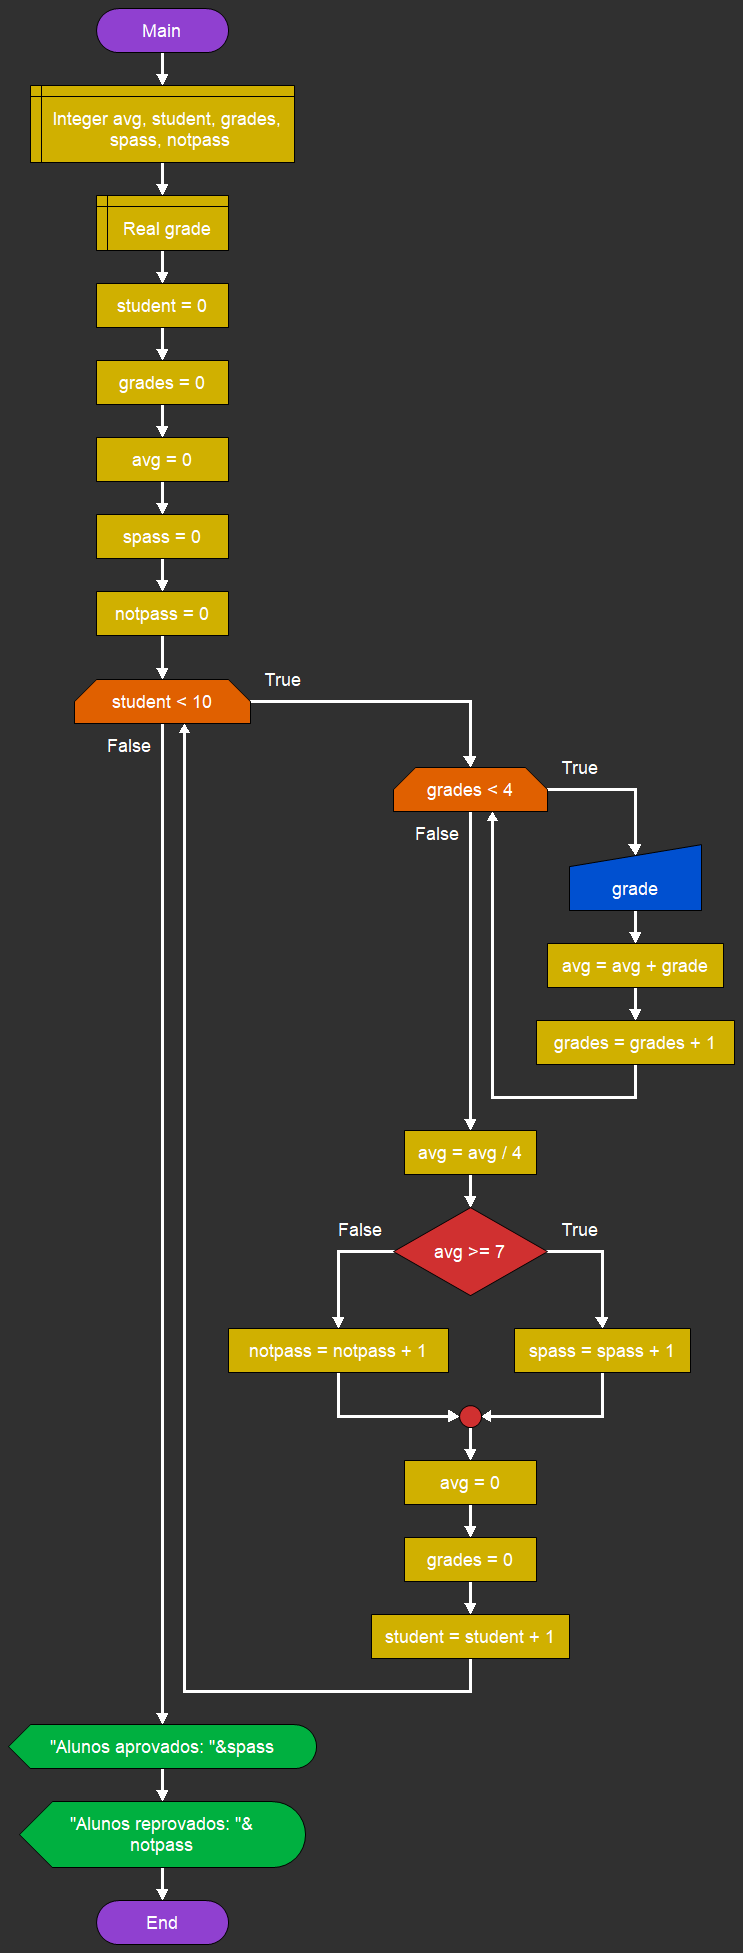 Main
Integer avg, student, grades,
spass, notpass
Real grade
student = 0
grades = 0
avg = 0
spass = 0
notpass = 0
student < 10
True
False
grades < 4
True
False
grade
avg = avg + grade
grades = grades + 1
avg = avg / 4
avg >= 7
False
True
notpass = notpass + 1
spass = spass + 1
avg = 0
grades = 0
student = student + 1
"Alunos aprovados: "&spass
"Alunos reprovados: "&
notpass
End